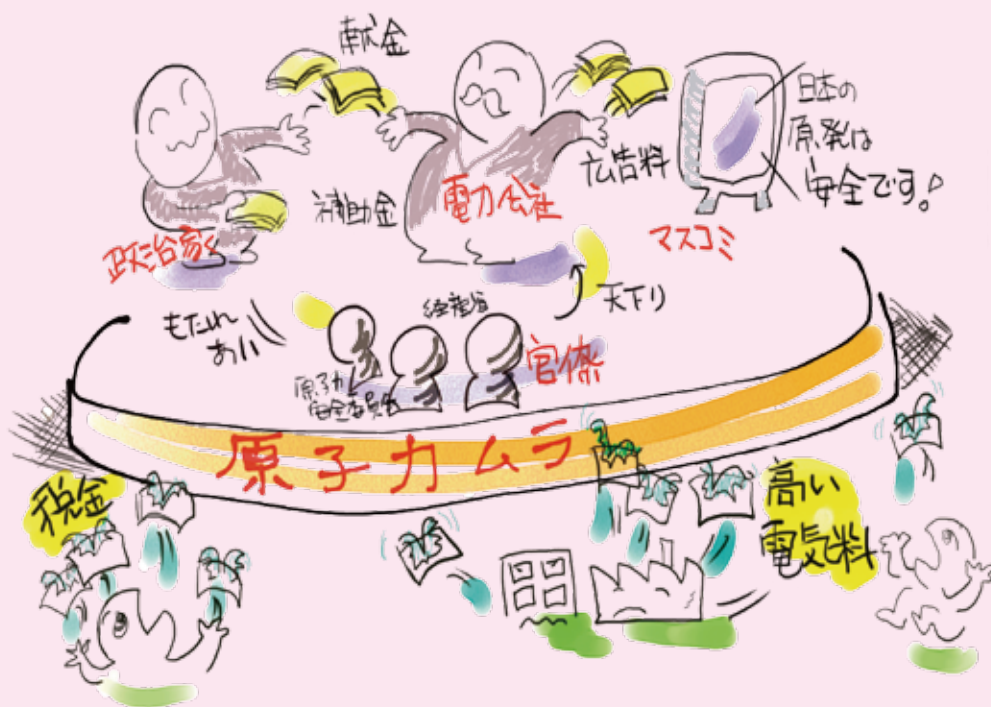 献金
日本の
原発は
安全です!
広告料
補助金
電力会社
政治家
マスコミ
経産省
天下り
もたれ
あい
官僚
原子力
安全委員会
原子力ムラ
税金
高い
電気料